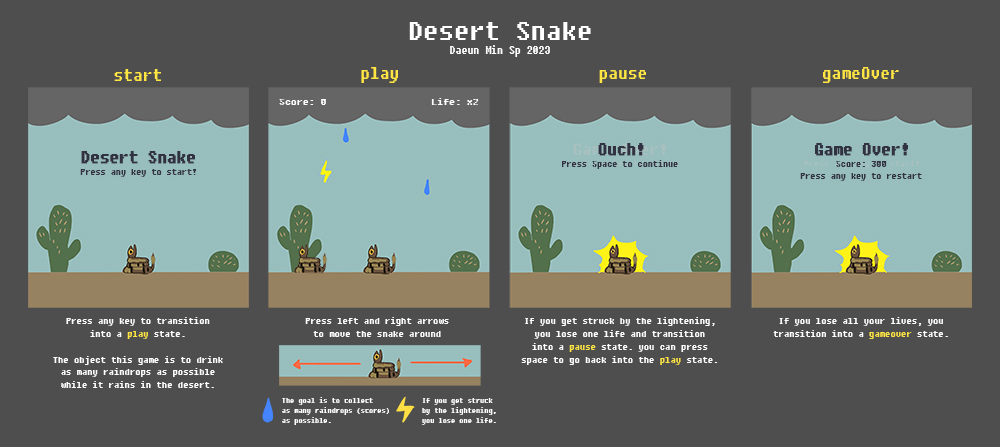 Desert Snake
Daeun Min Sp 2023
start
play
pause
gameOver
Desert Snake
Press any key to start!
Score: 0
Life: x2
Ouch!
Press Space to continue
Game Over!
Score: 300
Press any key to restart
Press any key to transition
into a play state.
The object this game is to drink
as many raindrops as possible
while it rains in the desert.
Press left and right arrows
to move the snake around
The goal is to collect
as many raindrops (scores)
as possible.
If you get struck
by the lightening,
you lose one life.
If you get struck by the lightening,
you lose one life and transition
into a pause state. you can press
space to go back into the play state.
If you lose all your lives, you
transition into a gameover state.